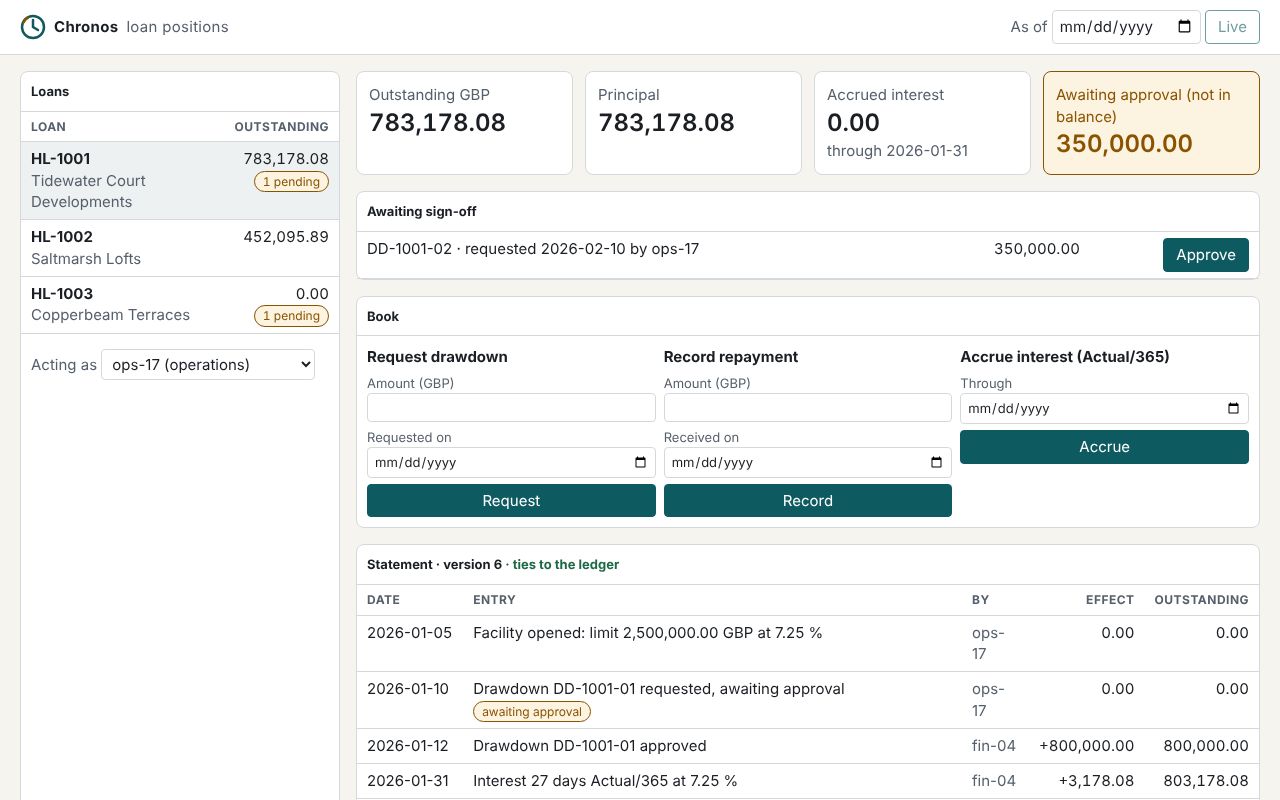 Chronos loan positions
As of mm/dd/yyyy Live
Loans
LOAN OUTSTANDING
HL-1001 783,178.08
Tidewater Court Developments 1 pending
HL-1002 452,095.89
Saltmarsh Lofts
HL-1003 0.00
Copperbeam Terraces 1 pending
Acting as ops-17 (operations)
Outstanding GBP
783,178.08
Principal
783,178.08
Accrued interest
0.00
through 2026-01-31
Awaiting approval (not in balance)
350,000.00
Awaiting sign-off
DD-1001-02 · requested 2026-02-10 by ops-17 350,000.00 Approve
Book
Request drawdown
Amount (GBP)
Requested on
mm/dd/yyyy
Request
Record repayment
Amount (GBP)
Received on
mm/dd/yyyy
Record
Accrue interest (Actual/365)
Through
mm/dd/yyyy
Accrue
Statement · version 6 · ties to the ledger
DATE ENTRY BY EFFECT OUTSTANDING
2026-01-05 Facility opened: limit 2,500,000.00 GBP at 7.25 % ops-17 0.00 0.00
2026-01-10 Drawdown DD-1001-01 requested, awaiting approval ops-17 0.00 0.00
awaiting approval
2026-01-12 Drawdown DD-1001-01 approved fin-04 +800,000.00 800,000.00
2026-01-31 Interest 27 days Actual/365 at 7.25 % fin-04 +3,178.08 803,178.08